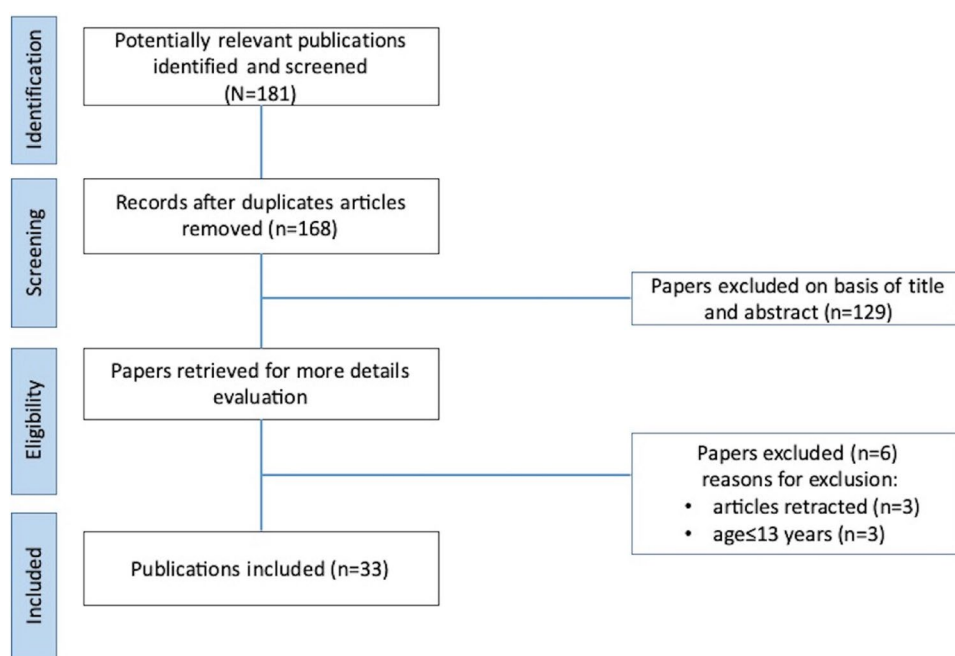 Identification
Potentially relevant publications
identified and screened
(N=181)
Screening
Records after duplicates articles
removed (n=168)
Papers excluded on basis of title
and abstract (n=129)
Eligibility
Papers retrieved for more details
evaluation
Papers excluded (n=6)
reasons for exclusion:
• articles retracted (n=3)
• age≤13 years (n=3)
Included
Publications included (n=33)